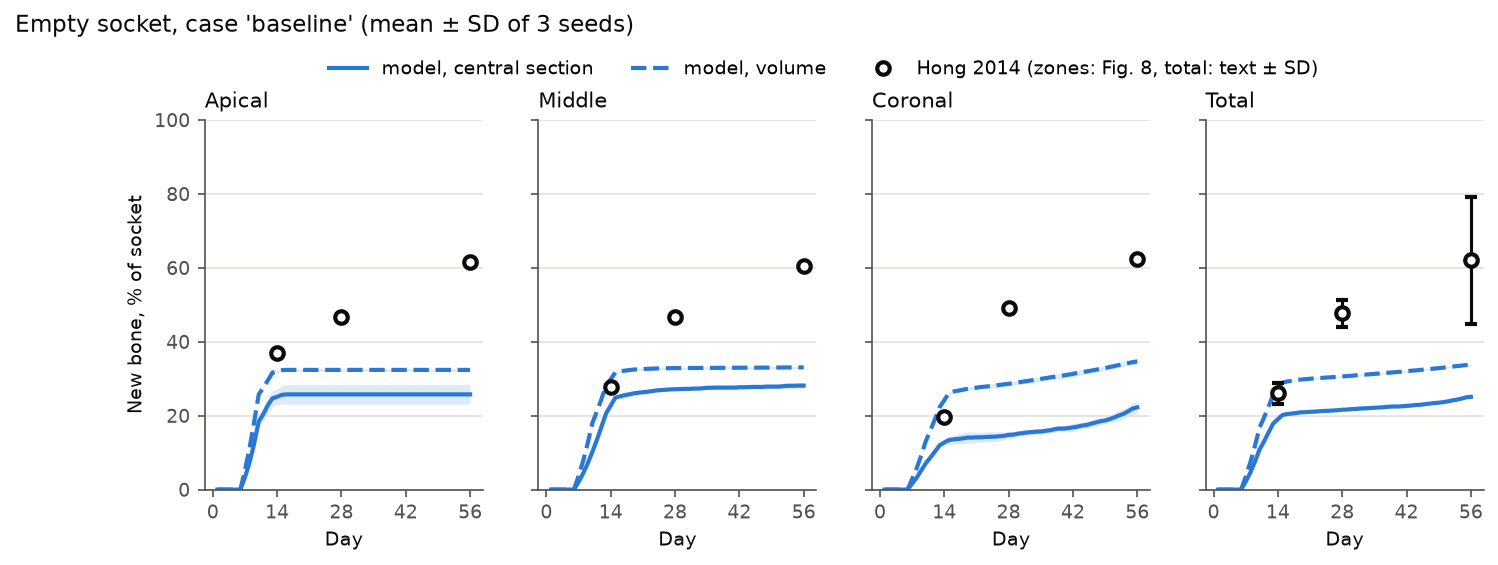 Empty socket, case 'baseline' (mean ± SD of 3 seeds)
model, central section model, volume Hong 2014 (zones: Fig. 8, total: text ± SD)
Apical Middle Coronal Total
New bone, % of socket
100
80
60
40
20
0
0 14 28 42 56 0 14 28 42 56 0 14 28 42 56 0 14 28 42 56
Day Day Day Day